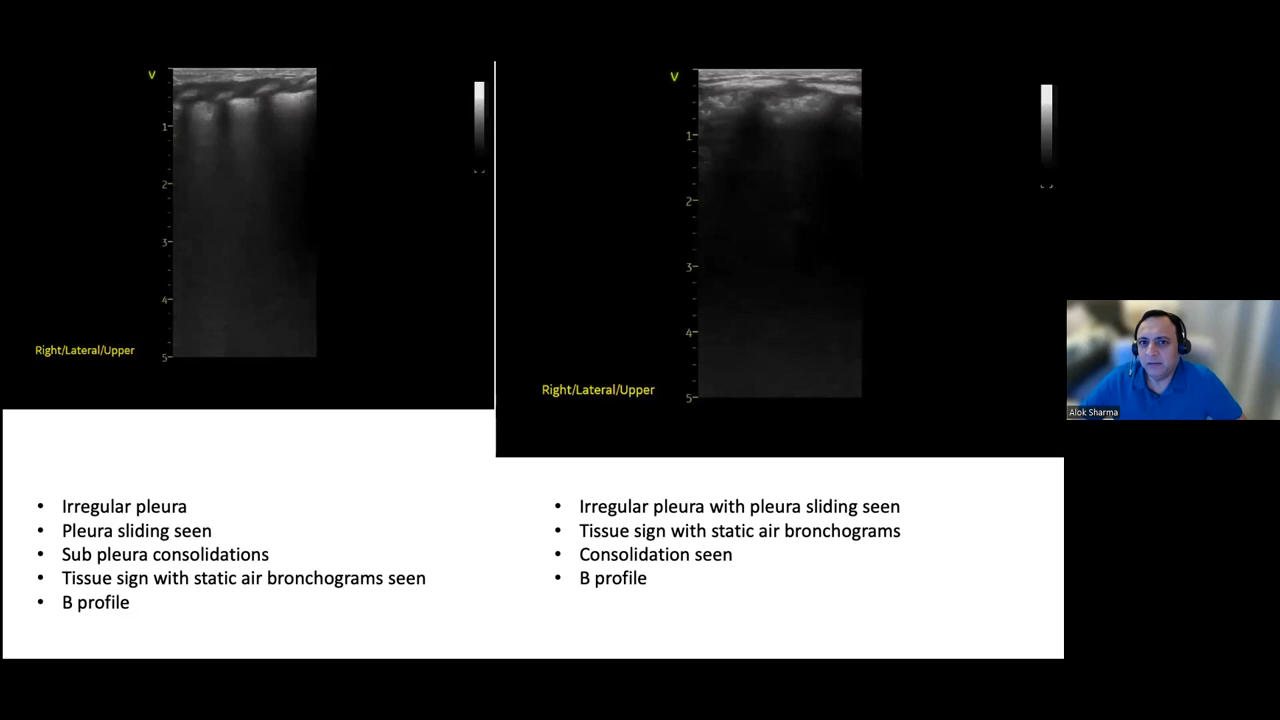 V
1
2
3
4
5
Right/Lateral/Upper
V
1
2
3
4
5
Right/Lateral/Upper
Alok Sharma
• Irregular pleura
• Pleura sliding seen
• Sub pleura consolidations
• Tissue sign with static air bronchograms seen
• B profile
• Irregular pleura with pleura sliding seen
• Tissue sign with static air bronchograms
• Consolidation seen
• B profile